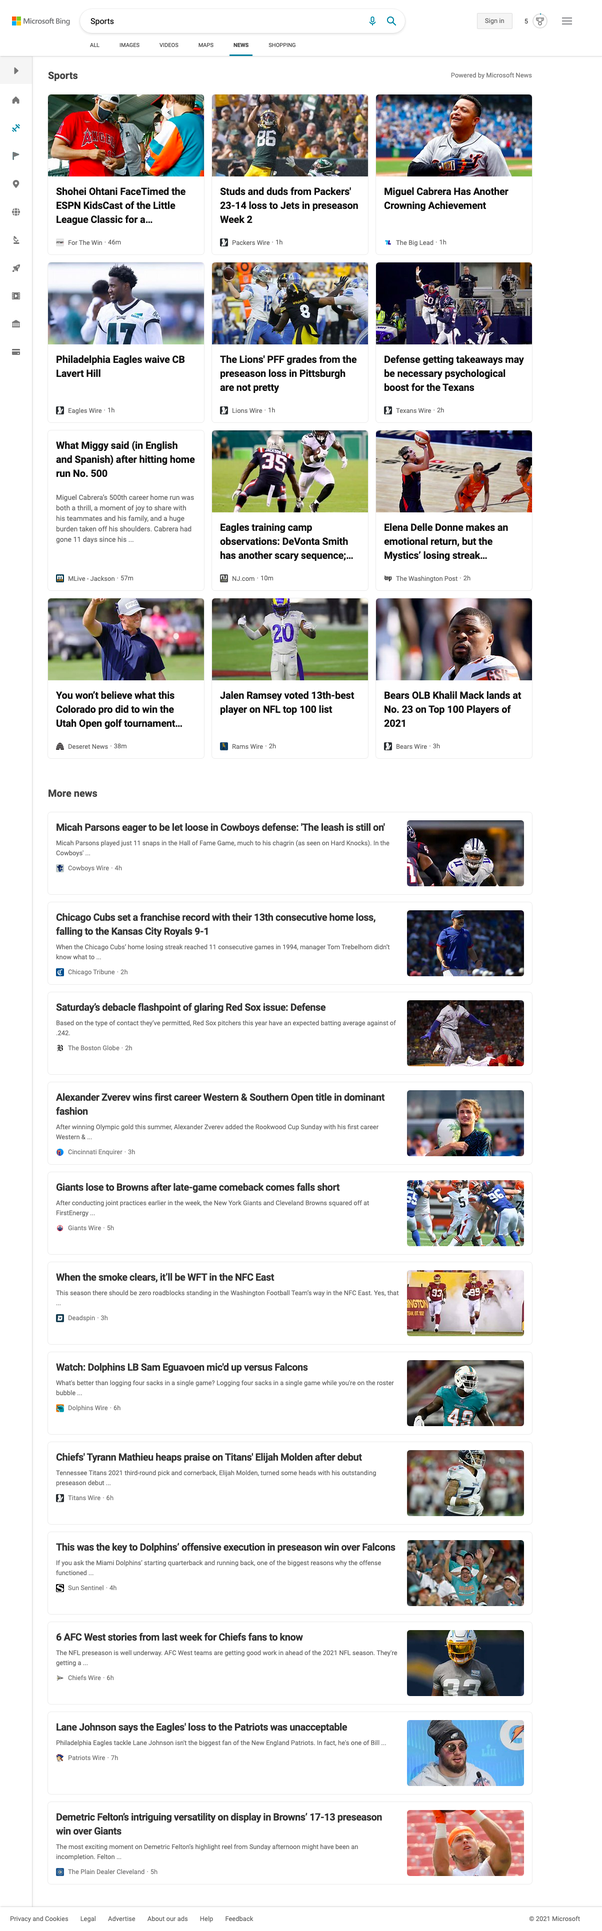 Microsoft Bing
Sports
Sign in
5
ALL IMAGES VIDEOS MAPS NEWS SHOPPING
Sports
Powered by Microsoft News
Shohei Ohtani FaceTimed the
ESPN KidsCast of the Little
League Classic for a...
For The Win · 46m
Studs and duds from Packers'
23-14 loss to Jets in preseason
Week 2
Packers Wire · 1h
Miguel Cabrera Has Another
Crowning Achievement
The Big Lead · 1h
Philadelphia Eagles waive CB
Lavert Hill
Eagles Wire · 1h
The Lions' PFF grades from the
preseason loss in Pittsburgh
are not pretty
Lions Wire · 1h
Defense getting takeaways may
be necessary psychological
boost for the Texans
Texans Wire · 2h
What Miggy said (in English
and Spanish) after hitting home
run No. 500
Miguel Cabrera's 500th career home run was
both a thrill, a moment of joy to share with
his teammates and his family, and a huge
burden taken off his shoulders. Cabrera had
gone 11 days since his ...
MLive - Jackson · 57m
Eagles training camp
observations: DeVonta Smith
has another scary sequence;...
NJ.com · 10m
Elena Delle Donne makes an
emotional return, but the
Mystics' losing streak...
The Washington Post · 2h
You won't believe what this
Colorado pro did to win the
Utah Open golf tournament...
Deseret News · 38m
Jalen Ramsey voted 13th-best
player on NFL top 100 list
Rams Wire · 2h
Bears OLB Khalil Mack lands at
No. 23 on Top 100 Players of
2021
Bears Wire · 3h
More news
Micah Parsons eager to be let loose in Cowboys defense: 'The leash is still on'
Micah Parsons played just 11 snaps in the Hall of Fame Game, much to his chagrin (as seen on Hard Knocks). In the
Cowboys' ...
Cowboys Wire · 4h
Chicago Cubs set a franchise record with their 13th consecutive home loss,
falling to the Kansas City Royals 9-1
When the Chicago Cubs' home losing streak reached 11 consecutive games in 1994, manager Tom Trebelhorn didn't
know what to ...
Chicago Tribune · 2h
Saturday's debacle flashpoint of glaring Red Sox issue: Defense
Based on the type of contact they've permitted, Red Sox pitchers this year have an expected batting average against of
.242.
The Boston Globe · 2h
Alexander Zverev wins first career Western & Southern Open title in dominant
fashion
After winning Olympic gold this summer, Alexander Zverev added the Rookwood Cup Sunday with his first career
Western & ...
Cincinnati Enquirer · 3h
Giants lose to Browns after late-game comeback comes falls short
After conducting joint practices earlier in the week, the New York Giants and Cleveland Browns squared off at
FirstEnergy ...
Giants Wire · 5h
When the smoke clears, it'll be WFT in the NFC East
This season there should be zero roadblocks standing in the Washington Football Team's way in the NFC East. Yes, that
...
Deadspin · 3h
Watch: Dolphins LB Sam Eguavoen mic'd up versus Falcons
What's better than logging four sacks in a single game? Logging four sacks in a single game while you're on the roster
bubble ...
Dolphins Wire · 6h
Chiefs' Tyrann Mathieu heaps praise on Titans' Elijah Molden after debut
Tennessee Titans 2021 third-round pick and cornerback, Elijah Molden, turned some heads with his outstanding
preseason debut ...
Titans Wire · 6h
This was the key to Dolphins' offensive execution in preseason win over Falcons
If you ask the Miami Dolphins' starting quarterback and running back, one of the biggest reasons why the offense
functioned ...
Sun Sentinel · 4h
6 AFC West stories from last week for Chiefs fans to know
The NFL preseason is well underway. AFC West teams are getting good work in ahead of the 2021 NFL season. They're
getting a ...
Chiefs Wire · 6h
Lane Johnson says the Eagles' loss to the Patriots was unacceptable
Philadelphia Eagles tackle Lane Johnson isn't the biggest fan of the New England Patriots. In fact, he's one of Bill ...
Patriots Wire · 7h
Demetric Felton's intriguing versatility on display in Browns' 17-13 preseason
win over Giants
The most exciting moment on Demetric Felton's highlight reel from Sunday afternoon might have been an
incompletion. Felton ...
The Plain Dealer Cleveland · 5h
Privacy and Cookies Legal Advertise About our ads Help Feedback
© 2021 Microsoft